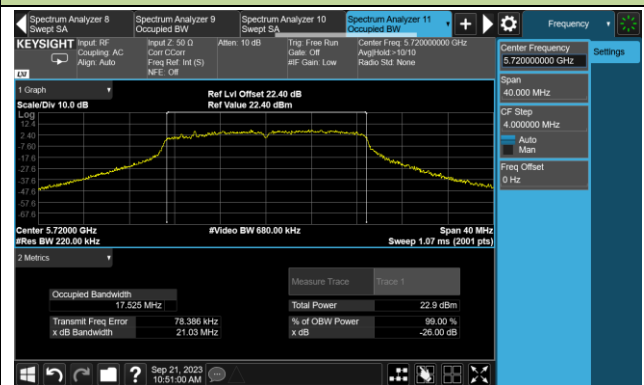 Spectrum Analyzer 8
Swept SA
Spectrum Analyzer 9
Occupied BW
Spectrum Analyzer 10
Swept SA
Spectrum Analyzer 11
Occupied BW
Frequency
KEYSIGHT
LXI
Input: RF
Coupling: AC
Align: Auto
Input Z: 50 Ω
Corr CCorr
Freq Ref: Int (S)
NFE: Off
Atten: 10 dB
Trig: Free Run
Gate: Off
#IF Gain: Low
Center Freq: 5.720000000 GHz
Avg|Hold:>10/10
Radio Std: None
Center Frequency
5.720000000 GHz
Settings
Span
40.000 MHz
CF Step
4.000000 MHz
Auto
Man
Freq Offset
0 Hz
1 Graph
Scale/Div 10.0 dB
Ref Lvl Offset 22.40 dB
Ref Value 22.40 dBm
Log
12.4
2.40
-7.60
-17.6
-27.6
-37.6
-47.6
-57.6
-67.6
Center 5.72000 GHz
#Video BW 680.00 kHz
Span 40 MHz
#Res BW 220.00 kHz
Sweep 1.07 ms (2001 pts)
2 Metrics
Measure Trace
Trace 1
Occupied Bandwidth
17.525 MHz
Total Power
22.9 dBm
Transmit Freq Error
78.386 kHz
% of OBW Power
99.00 %
x dB Bandwidth
21.03 MHz
x dB
-26.00 dB
?
Sep 21, 2023
10:51:00 AM